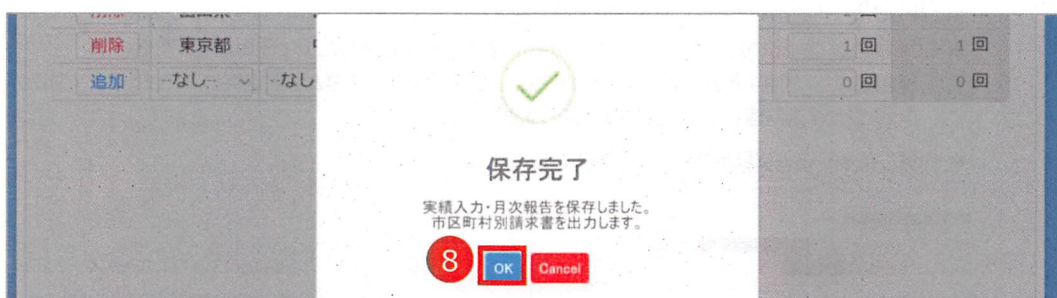 削除 東京都 1 回 1 回
追加 --なし-- --なし 0 回 0 回
保存完了
実績入力・月次報告を保存しました。
市区町村別請求書を出力します。
8 OK Cancel